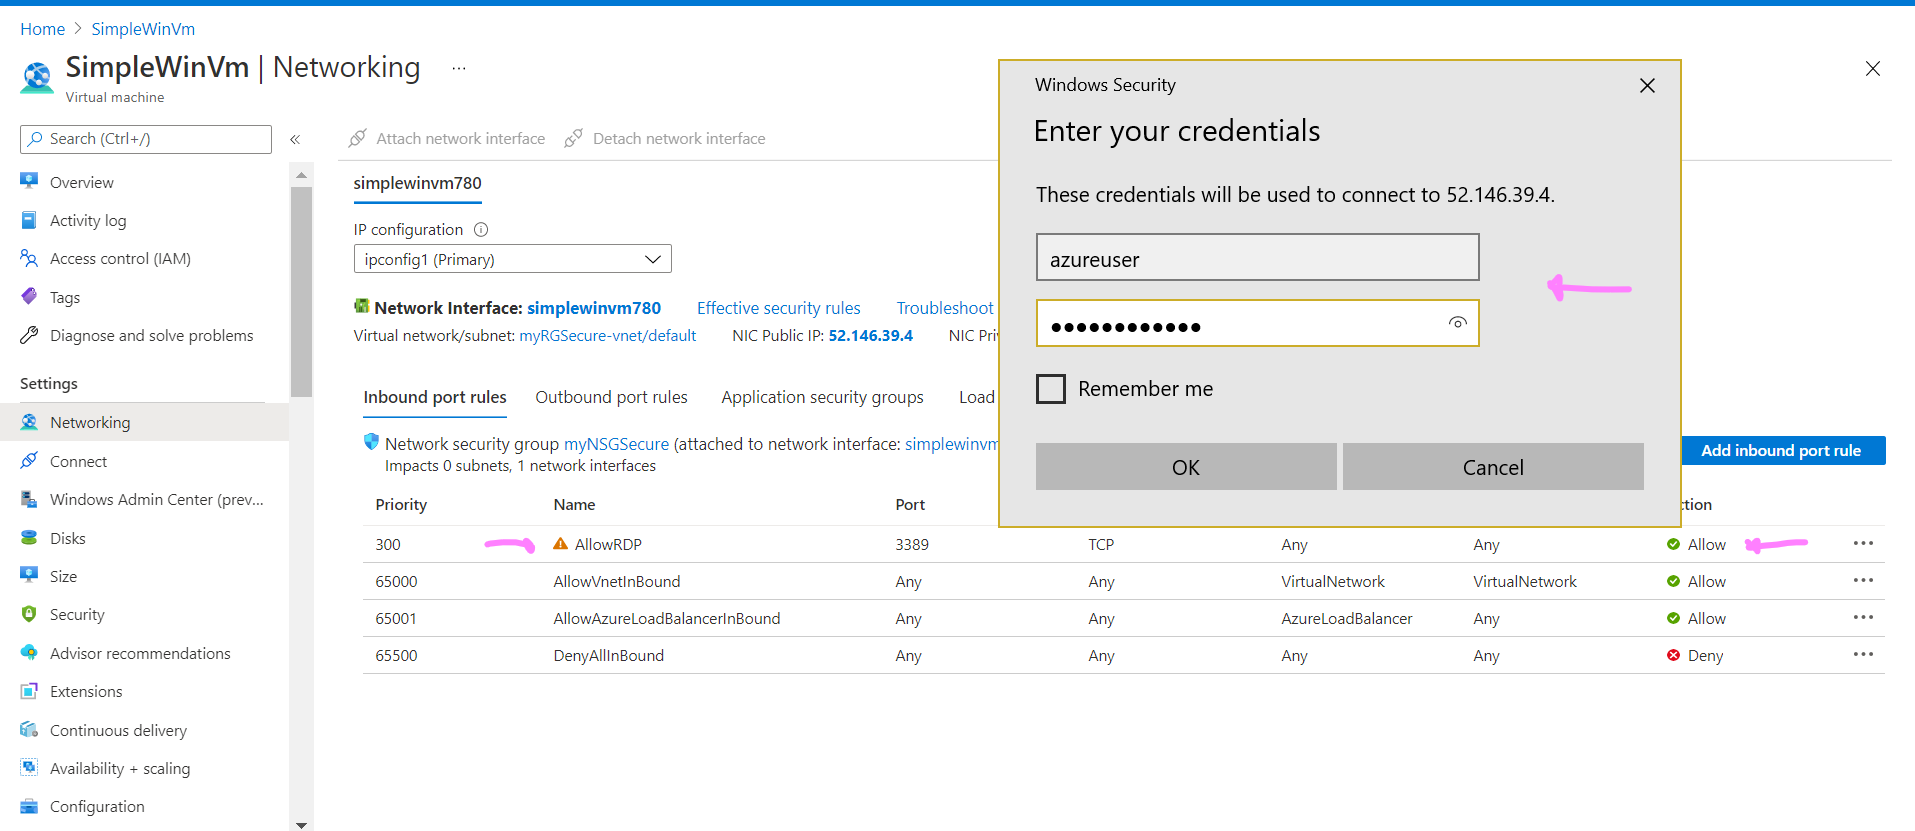 Home > SimpleWinVm
SimpleWinVm | Networking ...
Virtual machine
Search (Ctrl+/)
«
Overview
Activity log
Access control (IAM)
Tags
Diagnose and solve problems
Settings
Networking
Connect
Windows Admin Center (prev...
Disks
Size
Security
Advisor recommendations
Extensions
Continuous delivery
Availability + scaling
Configuration
Attach network interface Detach network interface
simplewinvm780
IP configuration
ipconfig1 (Primary)
Network Interface: simplewinvm780 Effective security rules Troubleshoot
Virtual network/subnet: myRGSecure-vnet/default NIC Public IP: 52.146.39.4 NIC Pri
Inbound port rules Outbound port rules Application security groups Load
Network security group myNSGSecure (attached to network interface: simplewinvm
Impacts 0 subnets, 1 network interfaces
Add inbound port rule
Priority Name Port tion
300 AllowRDP 3389 TCP Any Any Allow ...
65000 AllowVnetInBound Any Any VirtualNetwork VirtualNetwork Allow ...
65001 AllowAzureLoadBalancerInBound Any Any AzureLoadBalancer Any Allow ...
65500 DenyAllInBound Any Any Any Any Deny ...
Windows Security
Enter your credentials
These credentials will be used to connect to 52.146.39.4.
azureuser
●●●●●●●●●●●●
Remember me
OK Cancel